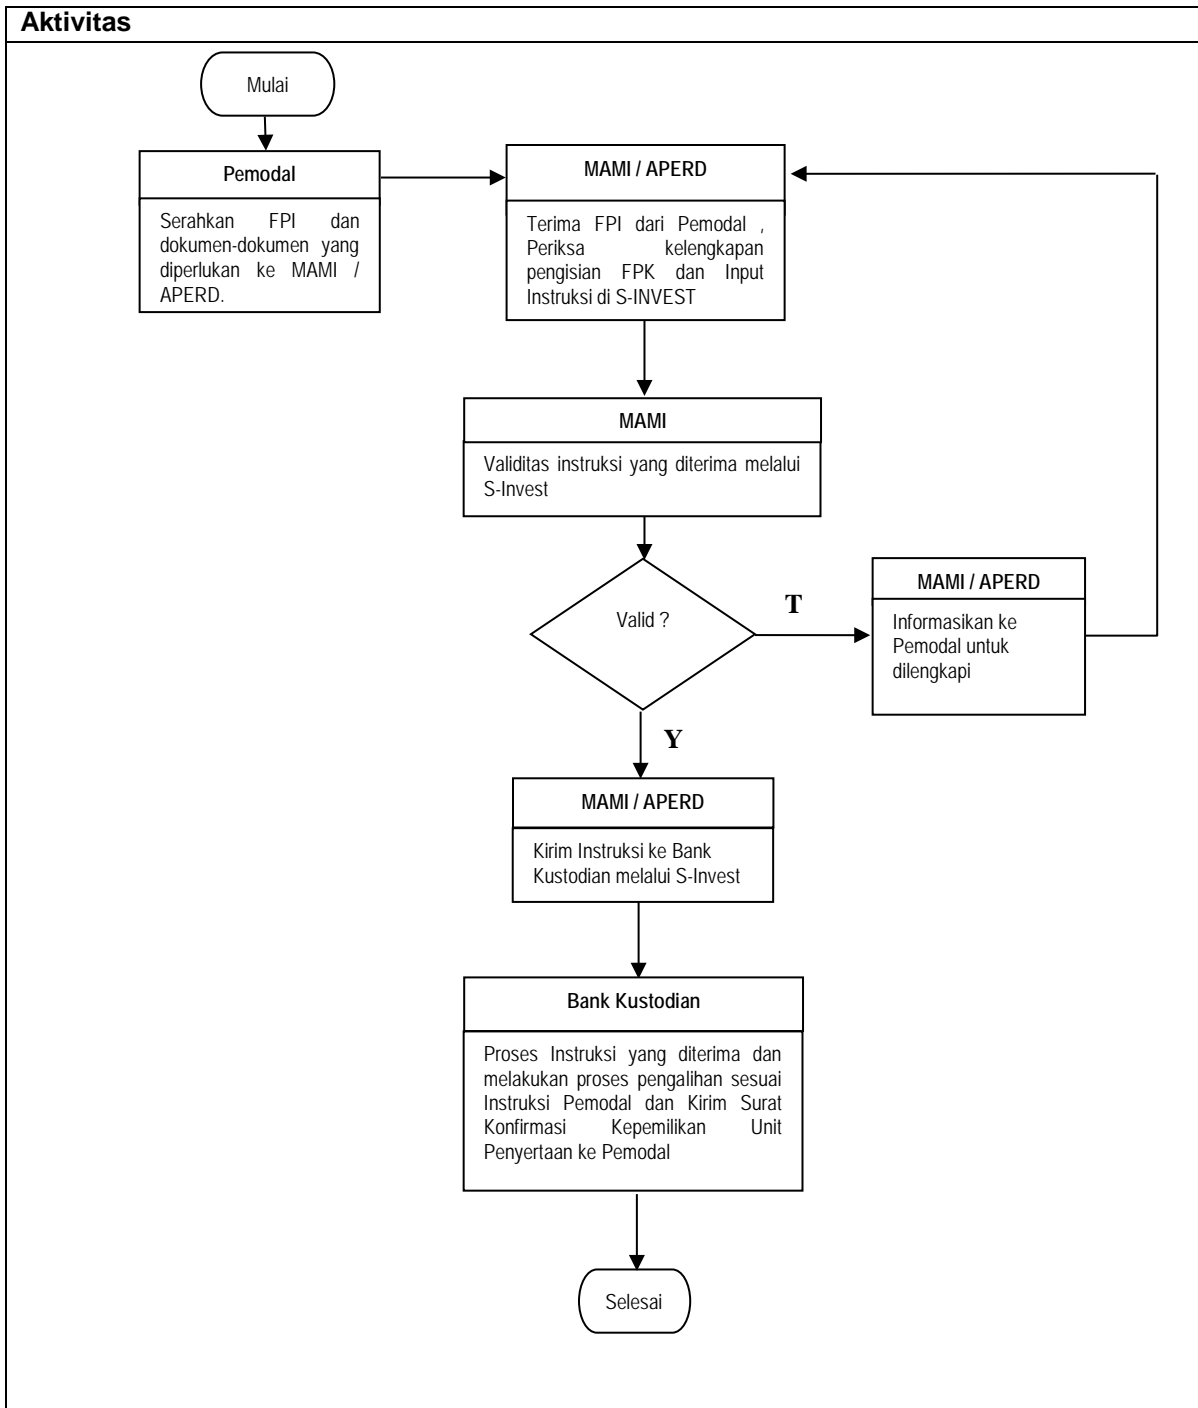 Aktivitas
Mulai
Pemodal
Serahkan FPI dan
dokumen-dokumen yang
diperlukan ke MAMI /
APERD.
MAMI / APERD
Terima FPI dari Pemodal ,
Periksa kelengkapan
pengisian FPK dan Input
Instruksi di S-INVEST
MAMI
Validitas instruksi yang diterima melalui
S-Invest
Valid ?
T
MAMI / APERD
Informasikan ke
Pemodal untuk
dilengkapi
Y
MAMI / APERD
Kirim Instruksi ke Bank
Kustodian melalui S-Invest
Bank Kustodian
Proses Instruksi yang diterima dan
melakukan proses pengalihan sesuai
Instruksi Pemodal dan Kirim Surat
Konfirmasi Kepemilikan Unit
Penyertaan ke Pemodal
Selesai